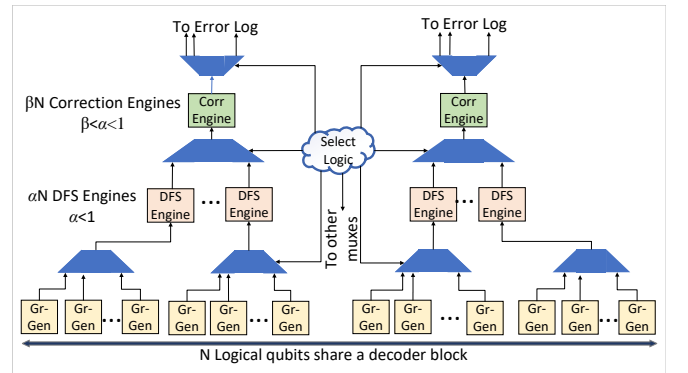 To Error Log
To Error Log
βN Correction Engines
β<α<1
Corr
Engine
Corr
Engine
Select
Logic
αN DFS Engines
α<1
DFS
Engine
...
DFS
Engine
DFS
Engine
...
DFS
Engine
To other
muxes
Gr-
Gen
Gr-
Gen
...
Gr-
Gen
Gr-
Gen
Gr-
Gen
...
Gr-
Gen
Gr-
Gen
Gr-
Gen
...
Gr-
Gen
Gr-
Gen
Gr-
Gen
...
Gr-
Gen
N Logical qubits share a decoder block